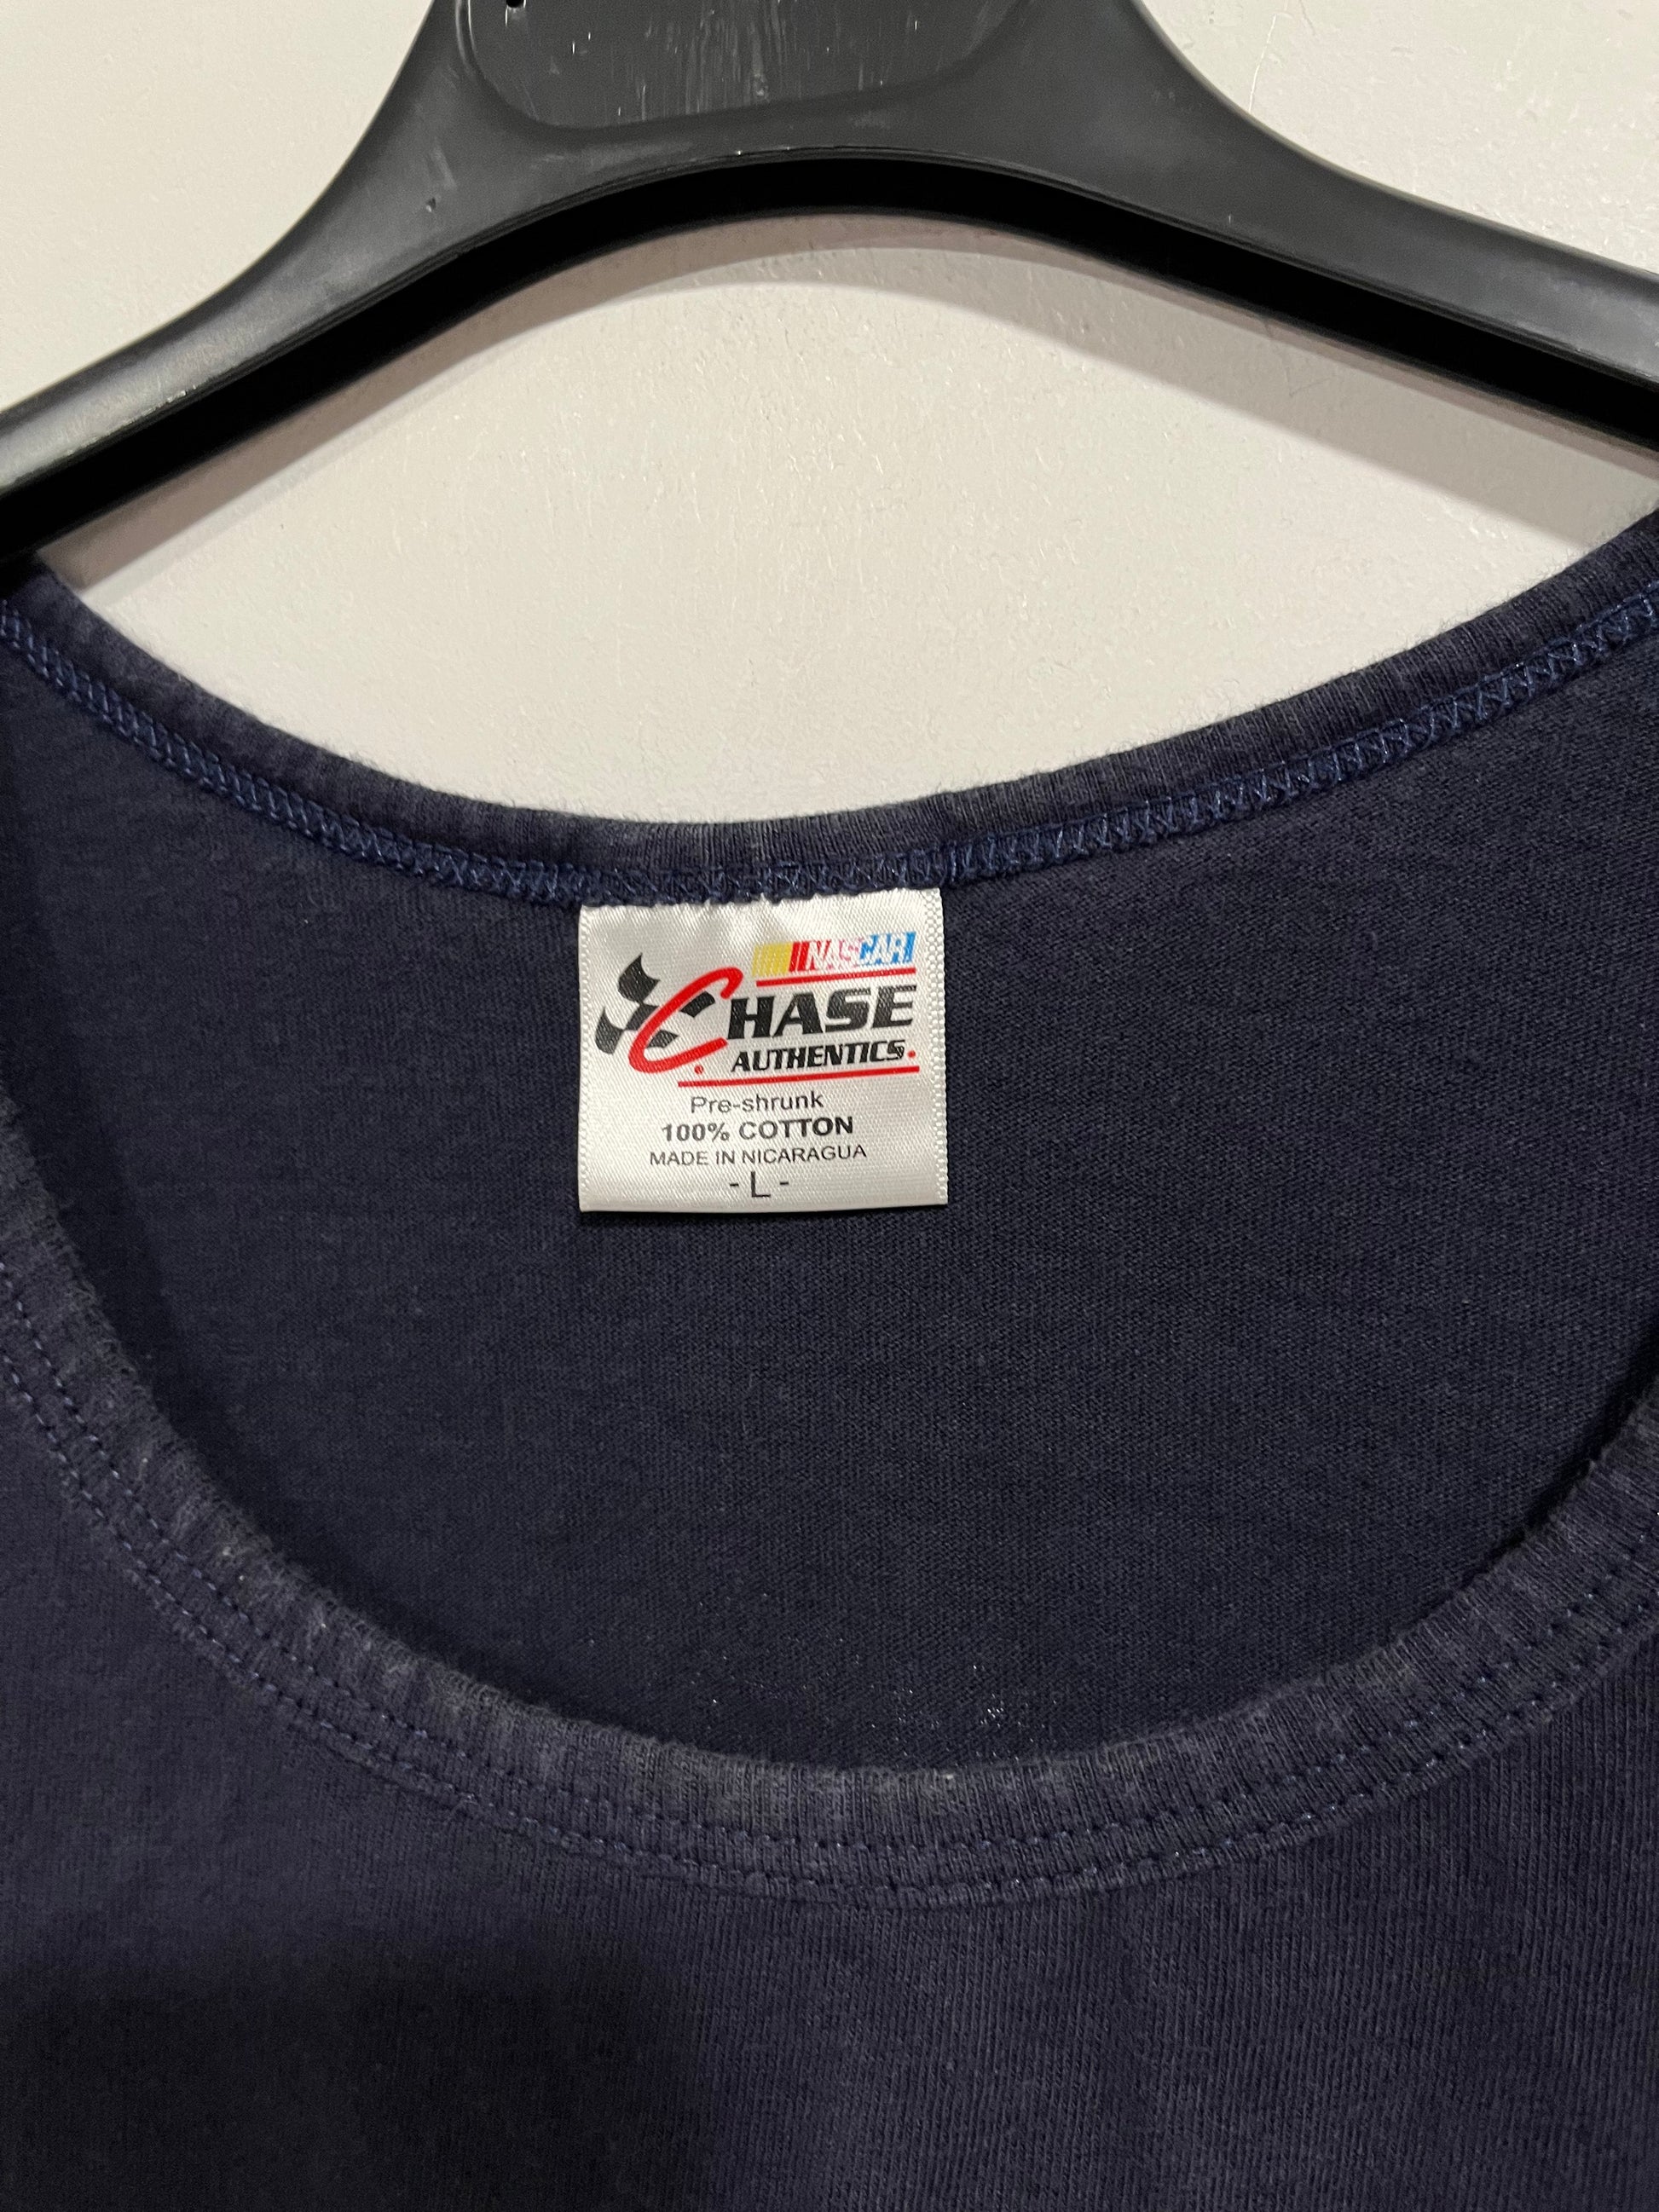 NASCAR
CHASE
AUTHENTICS.
Pre-shrunk
100% COTTON
MADE IN NICARAGUA
- L -